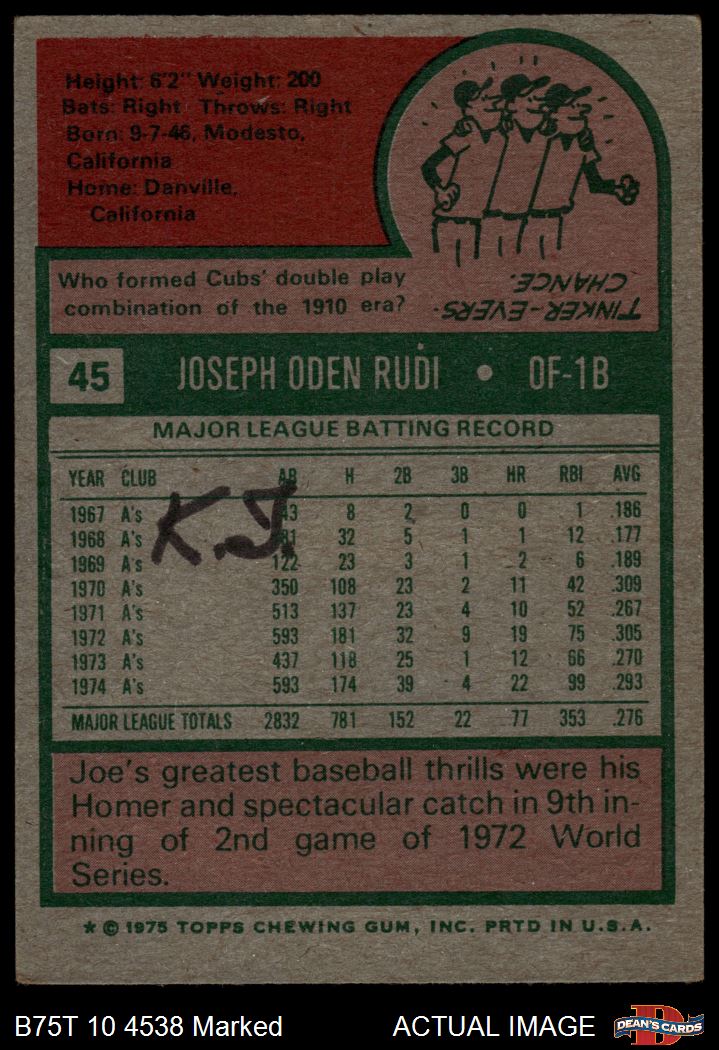 Height: 6'2" Weight: 200
Bats: Right Throws: Right
Born: 9-7-46, Modesto,
California
Home: Danville,
California
Who formed Cubs' double play
combination of the 1910 era?
TINKER-EVERS-
CHANCE.
45 JOSEPH ODEN RUDI • OF-1B
MAJOR LEAGUE BATTING RECORD
YEAR CLUB AB H 2B 3B HR RBI AVG
1967 A's 43 8 2 0 0 1 .186
1968 A's 81 32 5 1 1 12 .177
1969 A's 122 23 3 1 2 6 .189
1970 A's 350 108 23 2 11 42 .309
1971 A's 513 137 23 4 10 52 .267
1972 A's 593 181 32 9 19 75 .305
1973 A's 437 118 25 1 12 66 .270
1974 A's 593 174 39 4 22 99 .293
K.J.
MAJOR LEAGUE TOTALS 2832 781 152 22 77 353 .276
Joe's greatest baseball thrills were his
Homer and spectacular catch in 9th in-
ning of 2nd game of 1972 World
Series.
* © 1975 TOPPS CHEWING GUM, INC. PRTD IN U.S.A.
B75T 10 4538 Marked ACTUAL IMAGE DEAN'S CARDS